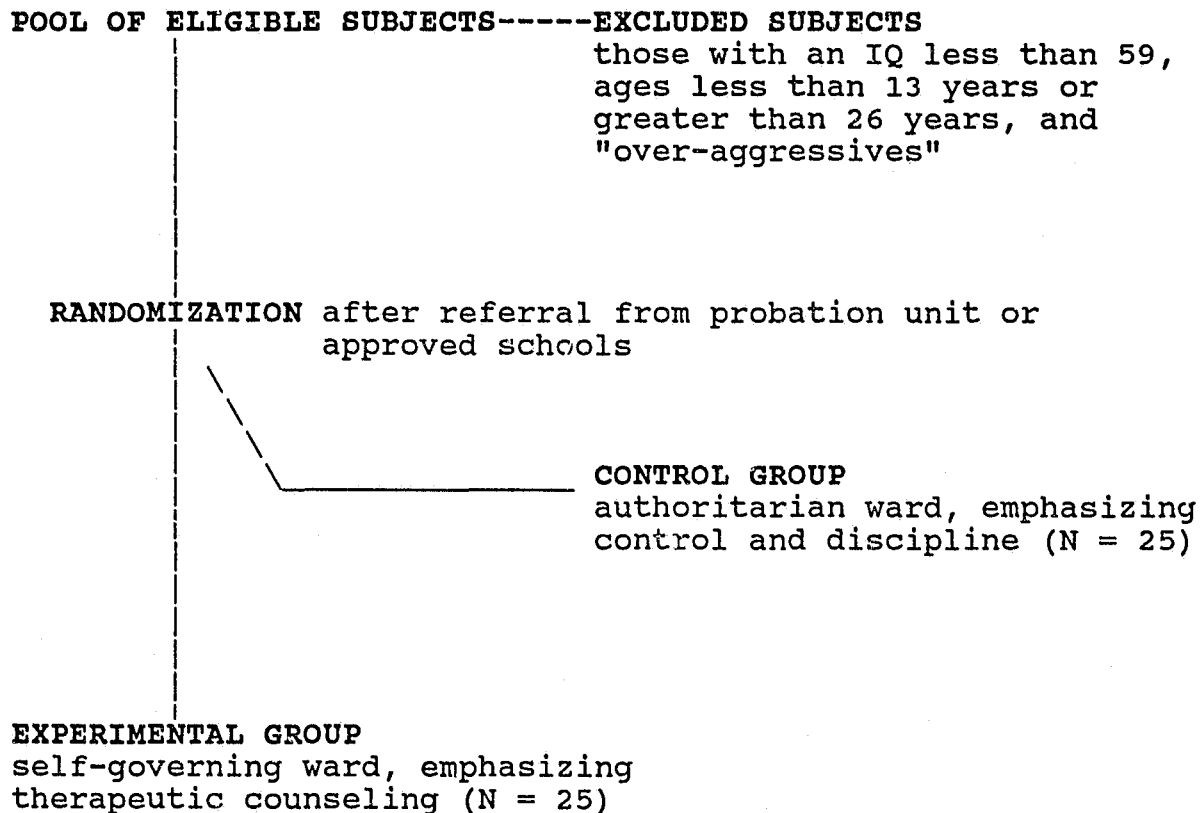 POOL OF ELIGIBLE SUBJECTS-----EXCLUDED SUBJECTS
those with an IQ less than 59,
ages less than 13 years or
greater than 26 years, and
"over-aggressives"
RANDOMIZATION after referral from probation unit or
approved schools
CONTROL GROUP
authoritarian ward, emphasizing
control and discipline (N = 25)
EXPERIMENTAL GROUP
self-governing ward, emphasizing
therapeutic counseling (N = 25)